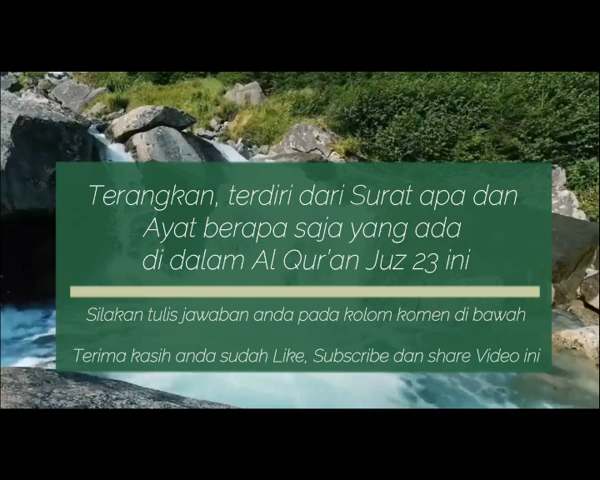 Terangkan, terdiri dari Surat apa dan
Ayat berapa saja yang ada
di dalam Al Qur'an Juz 23 ini
Silakan tulis jawaban anda pada kolom komen di bawah
Terima kasih anda sudah Like, Subscribe dan share Video ini